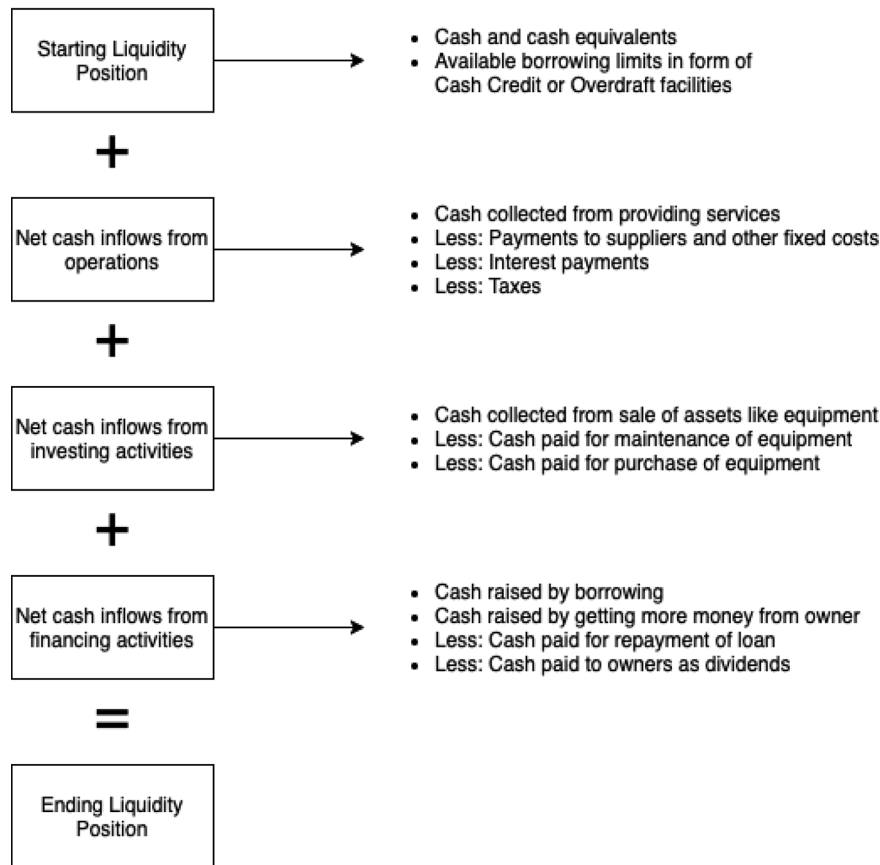 Starting Liquidity
Position
• Cash and cash equivalents
• Available borrowing limits in form of
Cash Credit or Overdraft facilities
+
Net cash inflows from
operations
• Cash collected from providing services
• Less: Payments to suppliers and other fixed costs
• Less: Interest payments
• Less: Taxes
+
Net cash inflows from
investing activities
• Cash collected from sale of assets like equipment
• Less: Cash paid for maintenance of equipment
• Less: Cash paid for purchase of equipment
+
Net cash inflows from
financing activities
• Cash raised by borrowing
• Cash raised by getting more money from owner
• Less: Cash paid for repayment of loan
• Less: Cash paid to owners as dividends
=
Ending Liquidity
Position